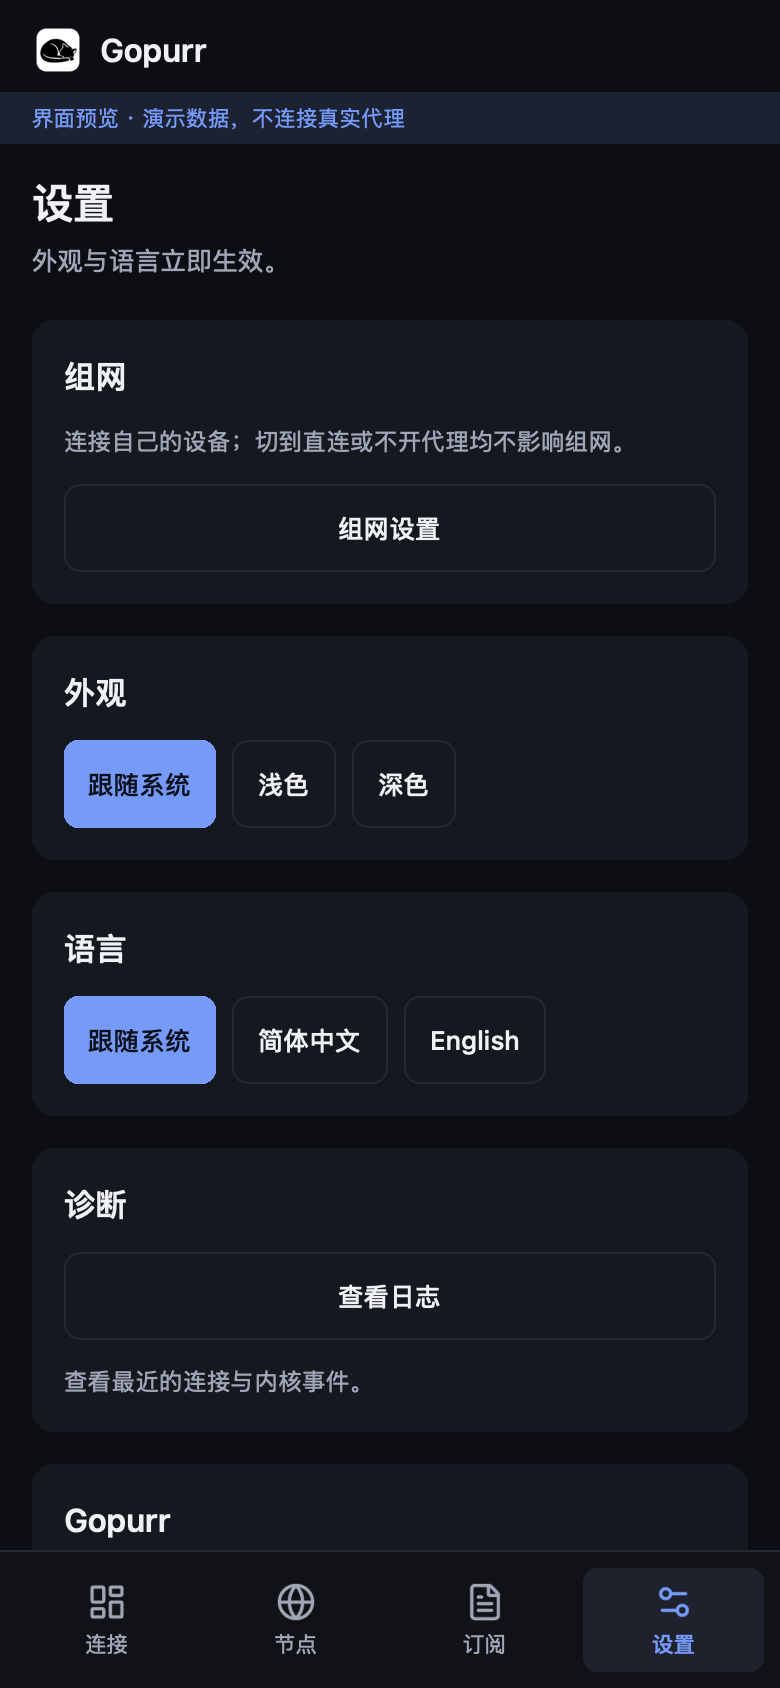 Gopurr
界面预览 · 演示数据，不连接真实代理
设置
外观与语言立即生效。
组网
连接自己的设备；切到直连或不开代理均不影响组网。
组网设置
外观
跟随系统
浅色
深色
语言
跟随系统
简体中文
English
诊断
查看日志
查看最近的连接与内核事件。
Gopurr
连接
节点
订阅
设置